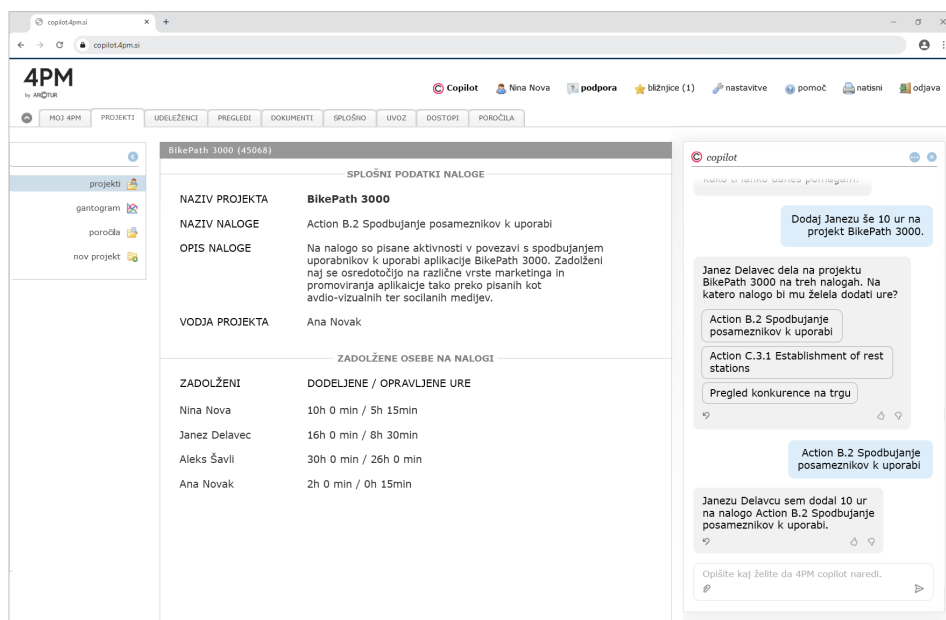 copilot.4pm.si
copilot.4pm.si
4PM
by ARCTUR
Copilot
Nina Nova
podpora
bližnjice (1)
nastavitve
pomoč
natisni
odjava
MOJ 4PM
PROJEKTI
UDELEŽENCI
PREGLEDI
DOKUMENTI
SPLOŠNO
UVOZ
DOSTOPI
POROČILA
projekti
gantogram
poročila
nov projekt
BikePath 3000 (45068)
SPLOŠNI PODATKI NALOGE
NAZIV PROJEKTA BikePath 3000
NAZIV NALOGE Action B.2 Spodbujanje posameznikov k uporabi
OPIS NALOGE Na nalogo so pisane aktivnosti v povezavi s spodbujanjem
uporabnikov k uporabi aplikacije BikePath 3000. Zadolženi
naj se osredotočijo na različne vrste marketinga in
promoviranja aplikaicje tako preko pisanih kot
avdio-vizualnih ter socilanih medijev.
VODJA PROJEKTA Ana Novak
ZADOLŽENE OSEBE NA NALOGI
ZADOLŽENI DODELJENE / OPRAVLJENE URE
Nina Nova 10h 0 min / 5h 15min
Janez Delavec 16h 0 min / 8h 30min
Aleks Šavli 30h 0 min / 26h 0 min
Ana Novak 2h 0 min / 0h 15min
copilot
Kako ti lahko danes pomagam?
Dodaj Janezu še 10 ur na
projekt BikePath 3000.
Janez Delavec dela na projektu
BikePath 3000 na treh nalogah. Na
katero nalogo bi mu želela dodati ure?
Action B.2 Spodbujanje
posameznikov k uporabi
Action C.3.1 Establishment of rest
stations
Pregled konkurence na trgu
Action B.2 Spodbujanje
posameznikov k uporabi
Janezu Delavcu sem dodal 10 ur
na nalogo Action B.2 Spodbujanje
posameznikov k uporabi.
Opišite kaj želite da 4PM copilot naredi.